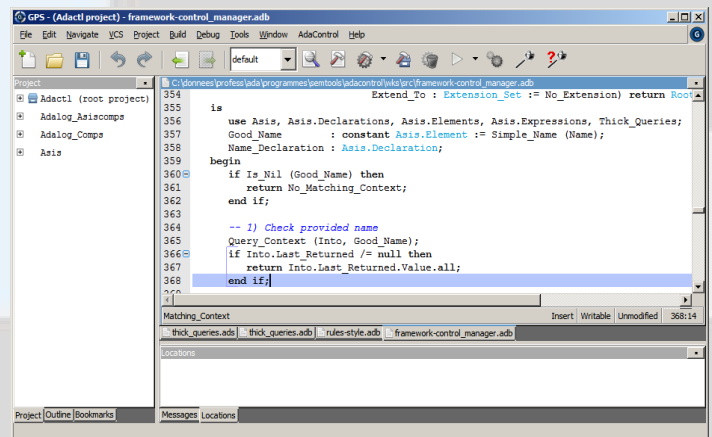 GPS - (Adactl project) - framework-control_manager.adb
File Edit Navigate VCS Project Build Debug Tools Window AdaControl Help
default
Project
Adactl (root project)
Adalog_Asiscomps
Adalog_Comps
Asis
C:\donnees\profess\ada\programmes\semtools\adacontrol\wks\src\framework-control_manager.adb
354 Extend_To : Extension_Set := No_Extension) return Root
355 is
356 use Asis, Asis.Declarations, Asis.Elements, Asis.Expressions, Thick_Queries;
357 Good_Name : constant Asis.Element := Simple_Name (Name);
358 Name_Declaration : Asis.Declaration;
359 begin
360 if Is_Nil (Good_Name) then
361 return No_Matching_Context;
362 end if;
363
364 -- 1) Check provided name
365 Query_Context (Into, Good_Name);
366 if Into.Last_Returned /= null then
367 return Into.Last_Returned.Value.all;
368 end if;
Matching_Context Insert Writable Unmodified 368:14
thick_queries.ads thick_queries.adb rules-style.adb framework-control_manager.adb
Locations
Project Outline Bookmarks Messages Locations